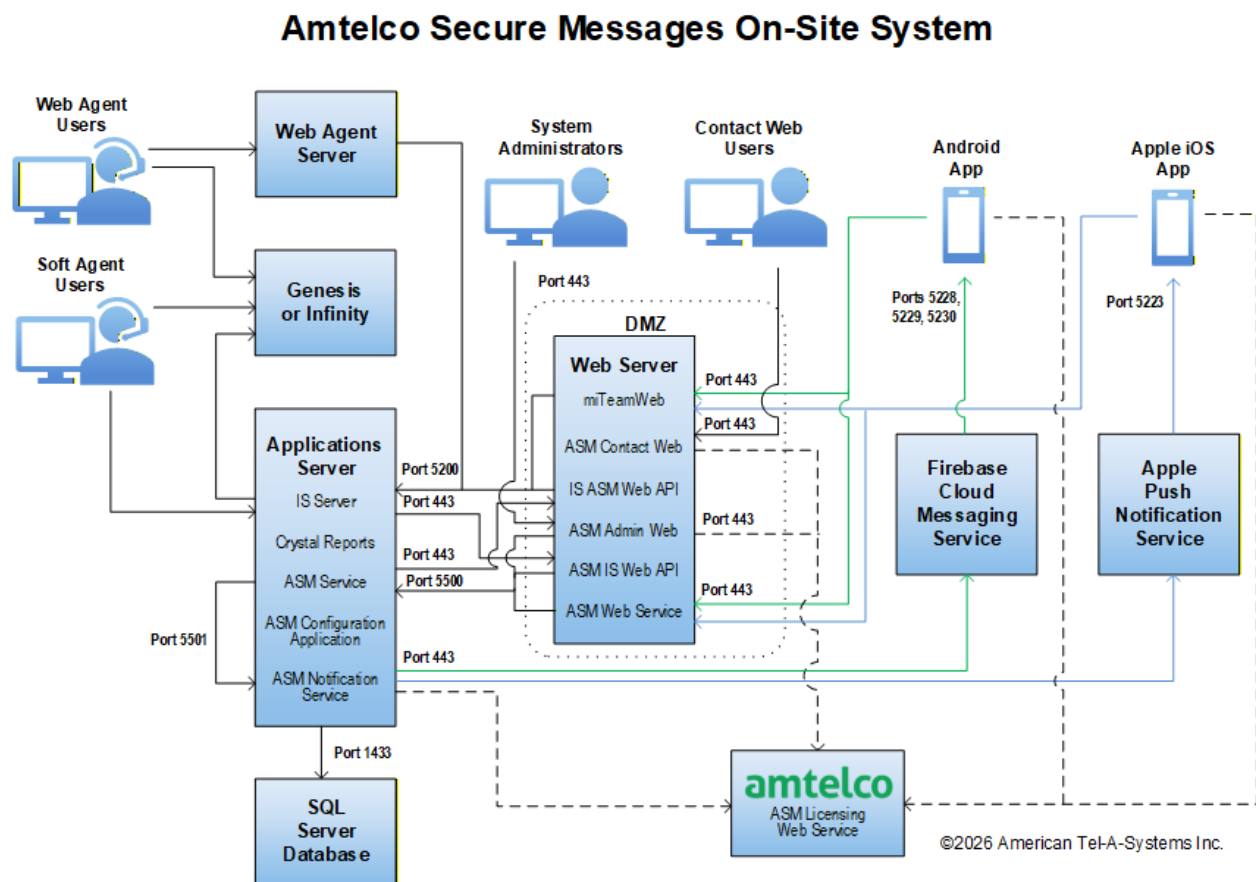 Amtelco Secure Messages On-Site System
Web Agent
Users
Web Agent
Server
System
Administrators
Contact Web
Users
Android
App
Apple iOS
App
Soft Agent
Users
Genesis
or Infinity
Port 443
Ports 5228,
5229, 5230
Port 5223
DMZ
Web Server
miTeamWeb
ASM Contact Web
IS ASM Web API
ASM Admin Web
ASM IS Web API
ASM Web Service
Port 443
Port 443
Port 443
Port 443
Applications
Server
IS Server
Crystal Reports
ASM Service
ASM Configuration
Application
ASM Notification
Service
Port 5200
Port 443
Port 443
Port 5500
Port 5501
Port 443
Firebase
Cloud
Messaging
Service
Apple
Push
Notification
Service
Port 1433
SQL
Server
Database
amtelco
ASM Licensing
Web Service
©2026 American Tel-A-Systems Inc.